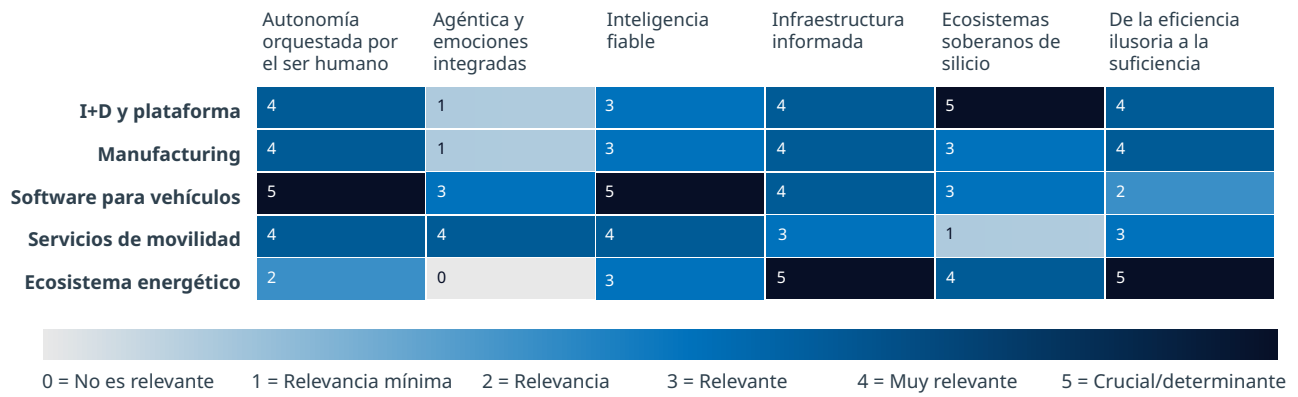 Autonomía
orquestada por
el ser humano
Agéntica y
emociones
integradas
Inteligencia
fiable
Infraestructura
informada
Ecosistemas
soberanos de
silicio
De la eficiencia
ilusoria a la
suficiencia
I+D y plataforma 4 1 3 4 5 4
Manufacturing 4 1 3 4 3 4
Software para vehículos 5 3 5 4 3 2
Servicios de movilidad 4 4 4 3 1 3
Ecosistema energético 2 0 3 5 4 5
0 = No es relevante 1 = Relevancia mínima 2 = Relevancia 3 = Relevante 4 = Muy relevante 5 = Crucial/determinante